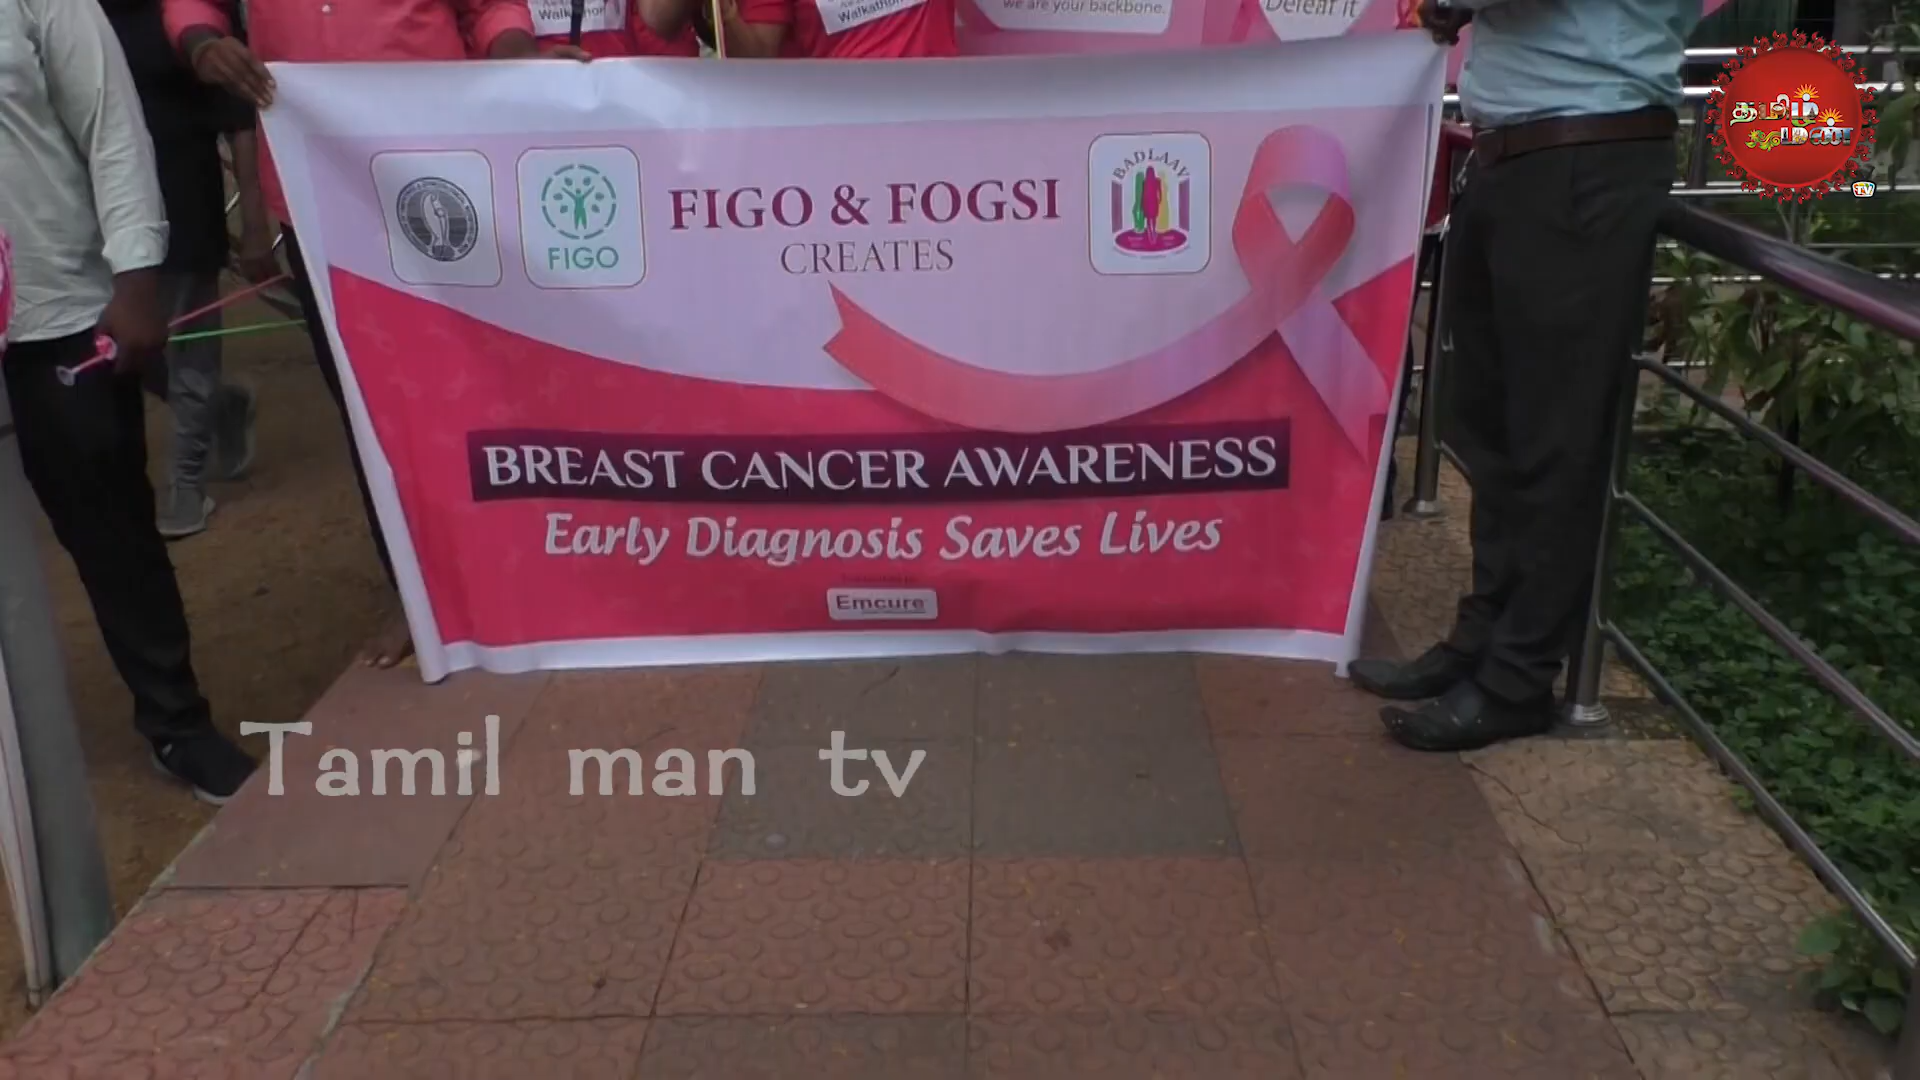 Walkathon
Walkathon
we are your backbone.
Defeat it
தமிழ்
மண்
TV
FIGO & FOGSI
CREATES
FIGO
BADLAAV
BREAST CANCER AWARENESS
Early Diagnosis Saves Lives
Emcure
Tamil man tv